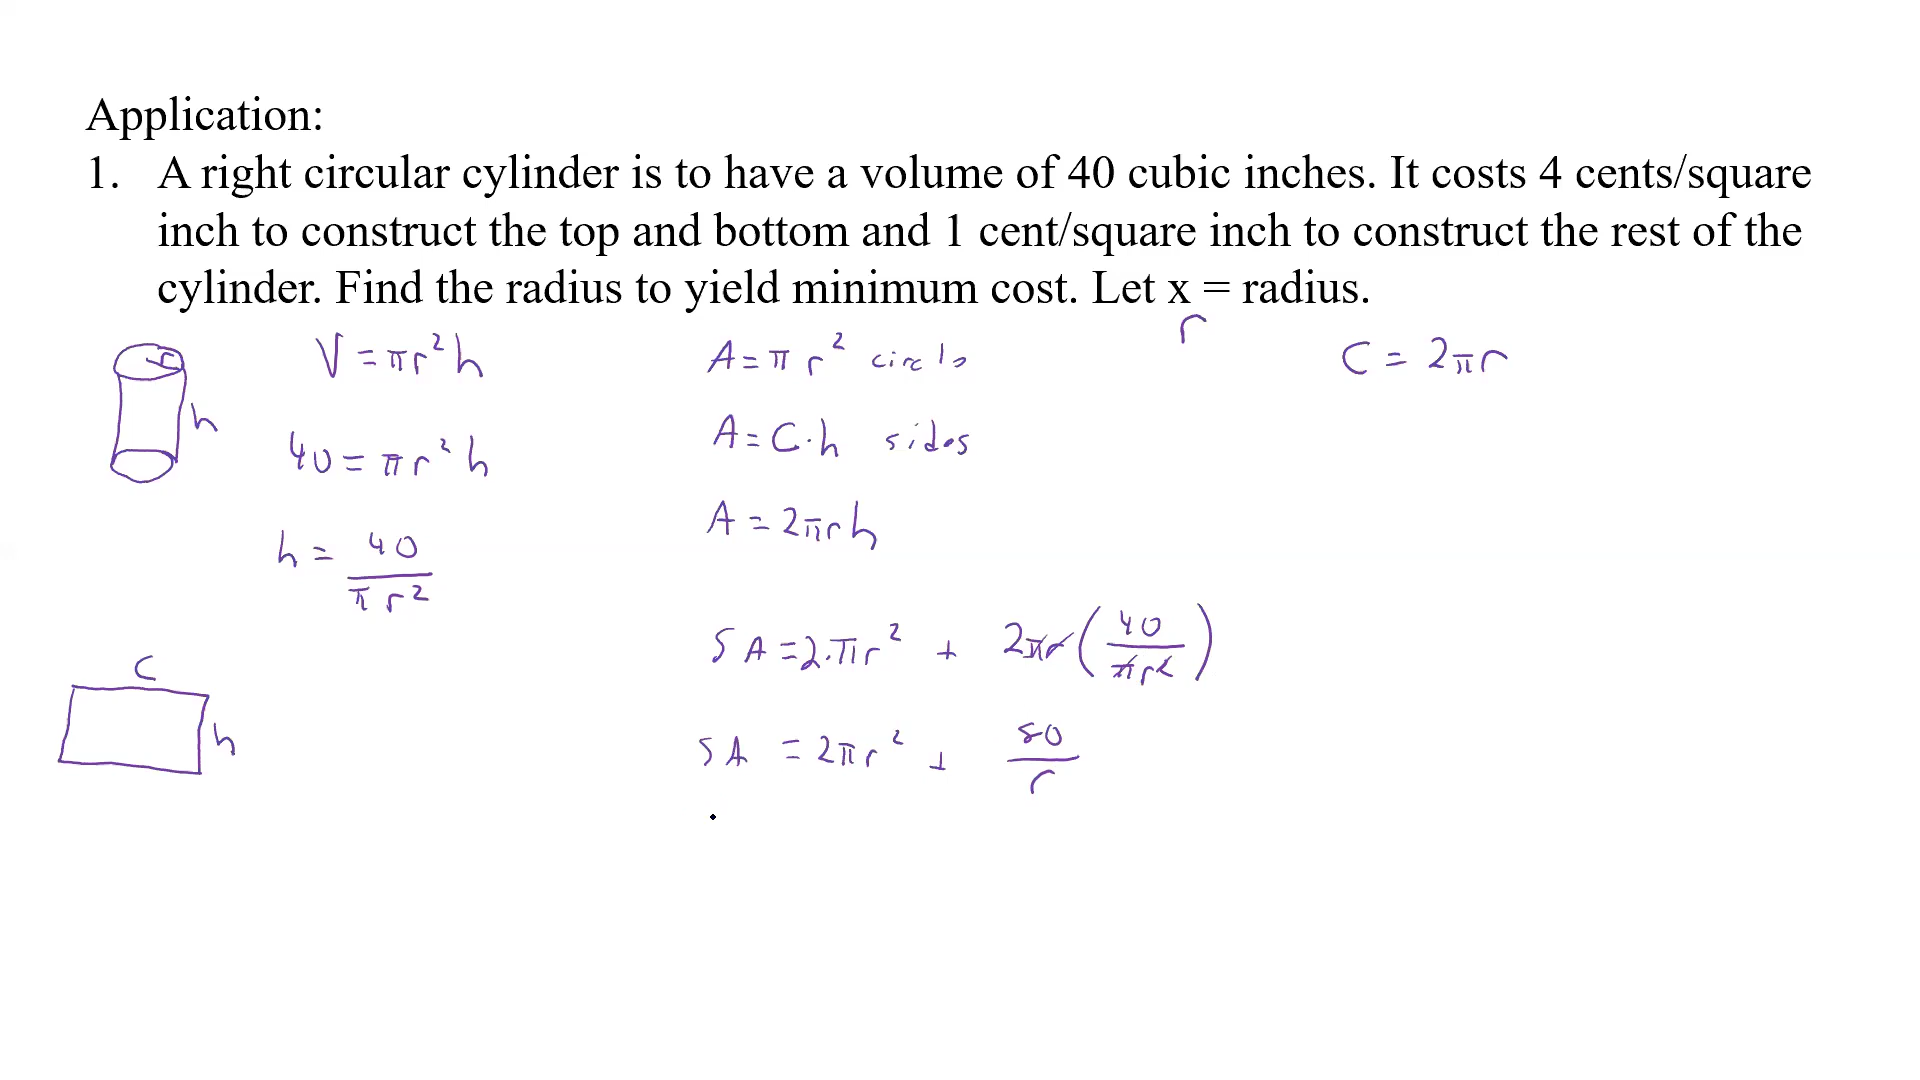 Application:
1. A right circular cylinder is to have a volume of 40 cubic inches. It costs 4 cents/square
inch to construct the top and bottom and 1 cent/square inch to construct the rest of the
cylinder. Find the radius to yield minimum cost. Let x = radius.
r
r
h
V = πr²h
40 = πr²h
h = 40/πr²
C
h
A = πr² circls
A = C·h sides
A = 2πrh
SA = 2·πr² + 2πr(40/πr²)
SA = 2πr² + 80/r
C = 2πr